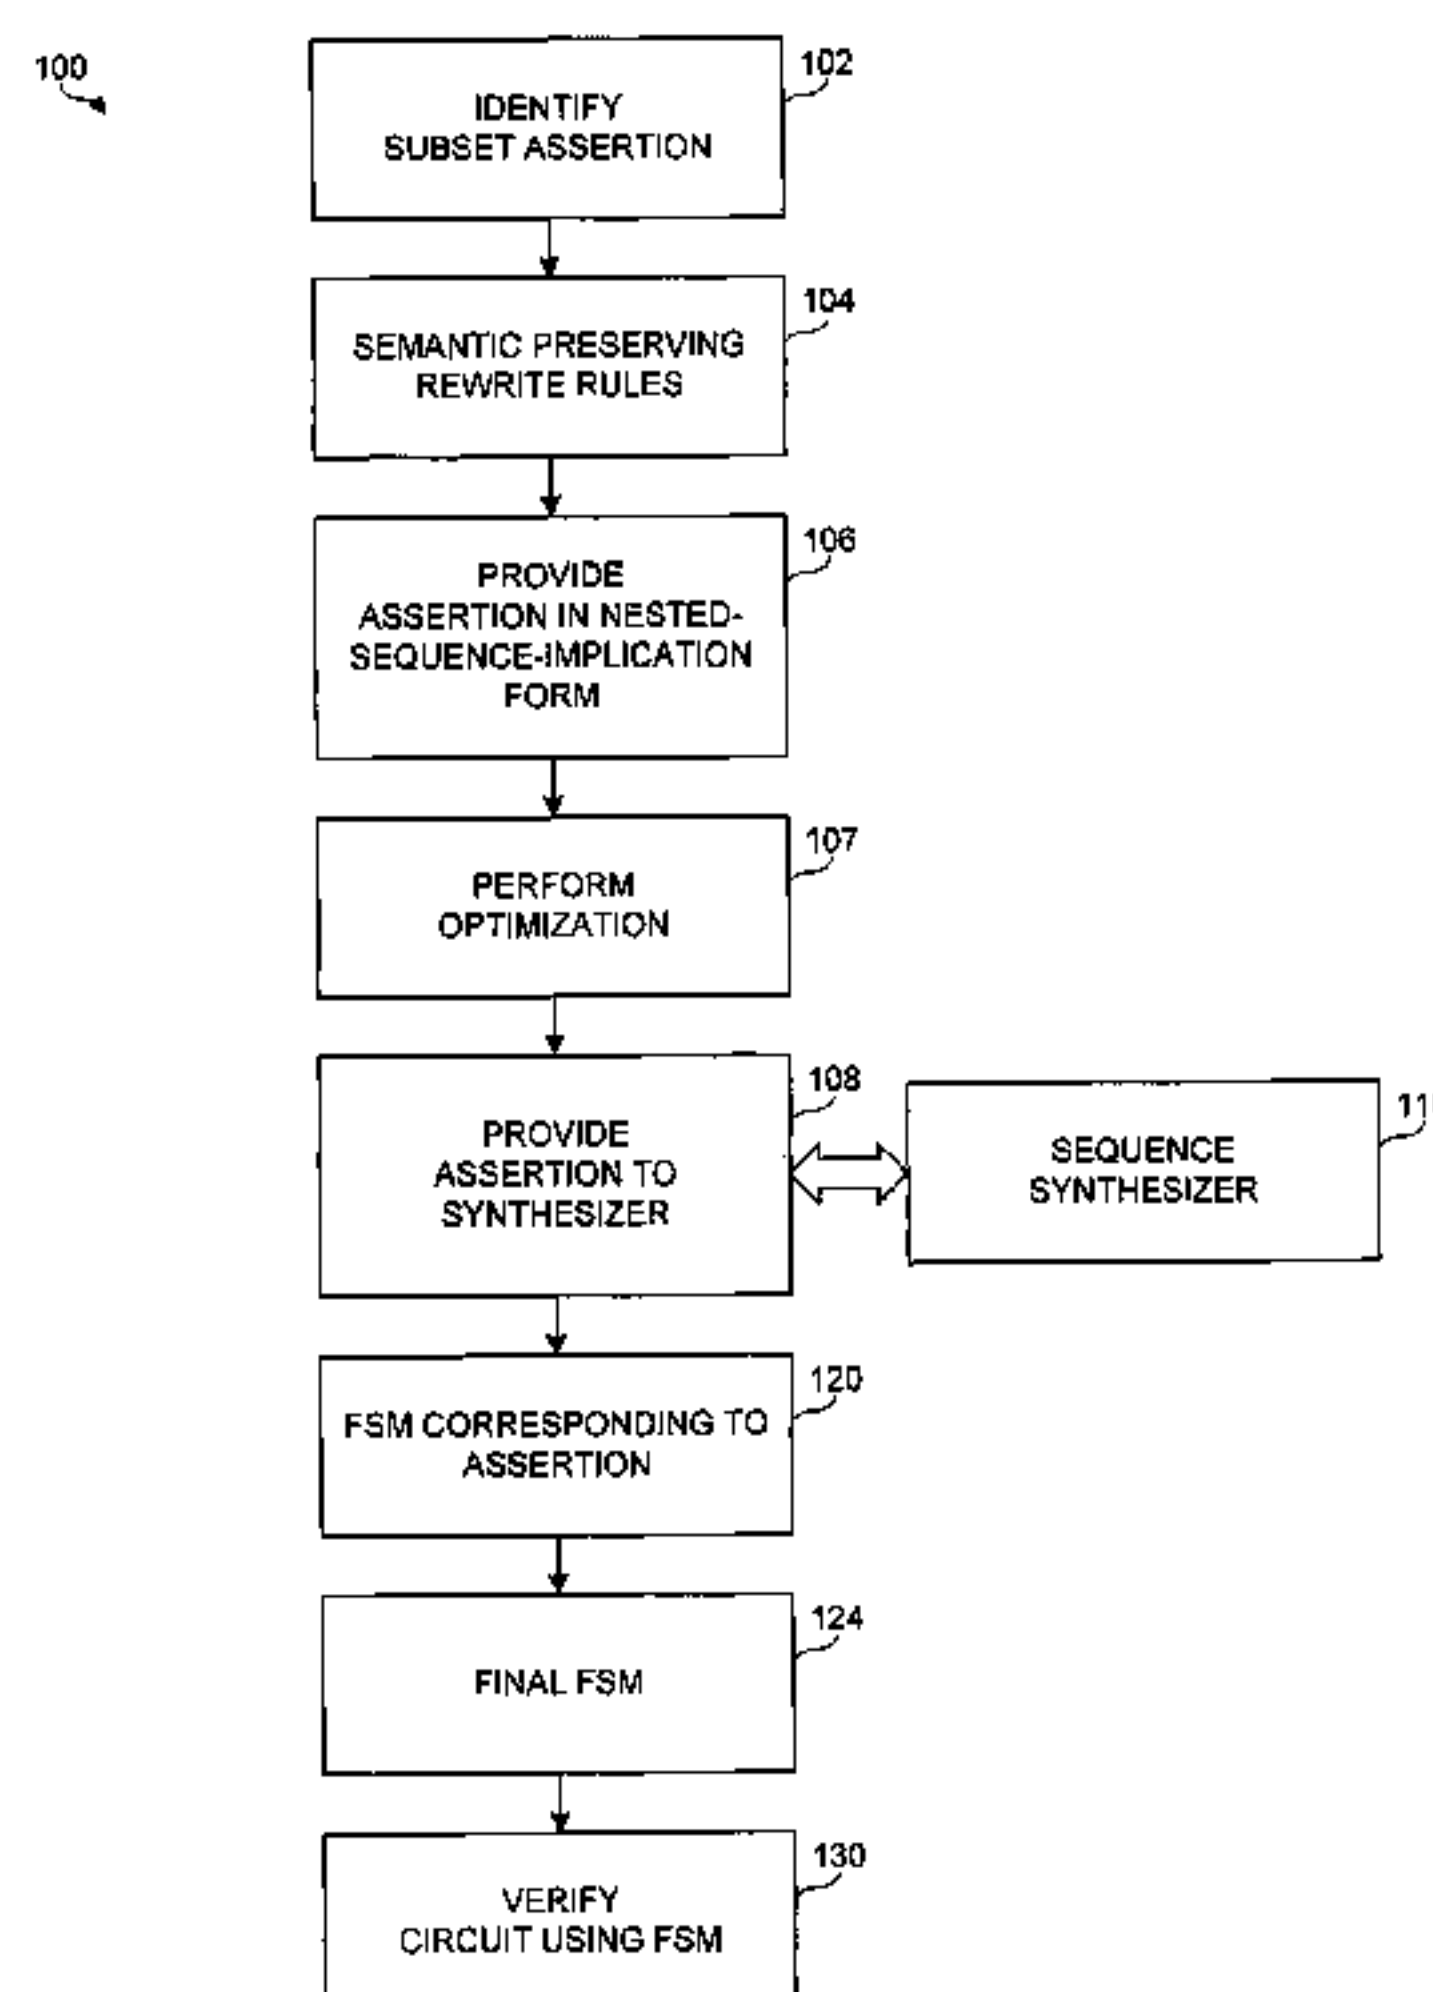 100
102
IDENTIFY
SUBSET ASSERTION
104
SEMANTIC PRESERVING
REWRITE RULES
106
PROVIDE
ASSERTION IN NESTED-
SEQUENCE-IMPLICATION
FORM
107
PERFORM
OPTIMIZATION
108
PROVIDE
ASSERTION TO
SYNTHESIZER
SEQUENCE
SYNTHESIZER
120
FSM CORRESPONDING TO
ASSERTION
124
FINAL FSM
130
VERIFY
CIRCUIT USING FSM